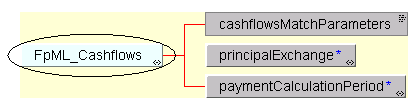 cashflowsMatchParameters
FpML_Cashflows
principalExchange*
paymentCalculationPeriod*